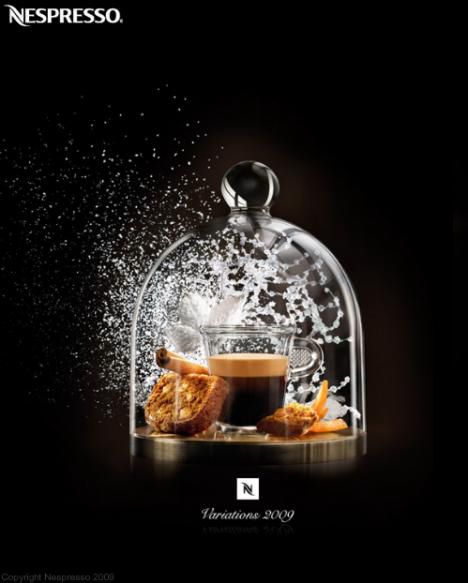 NESPRESSO.
N
Variations 2009
Copyright Nespresso 2009